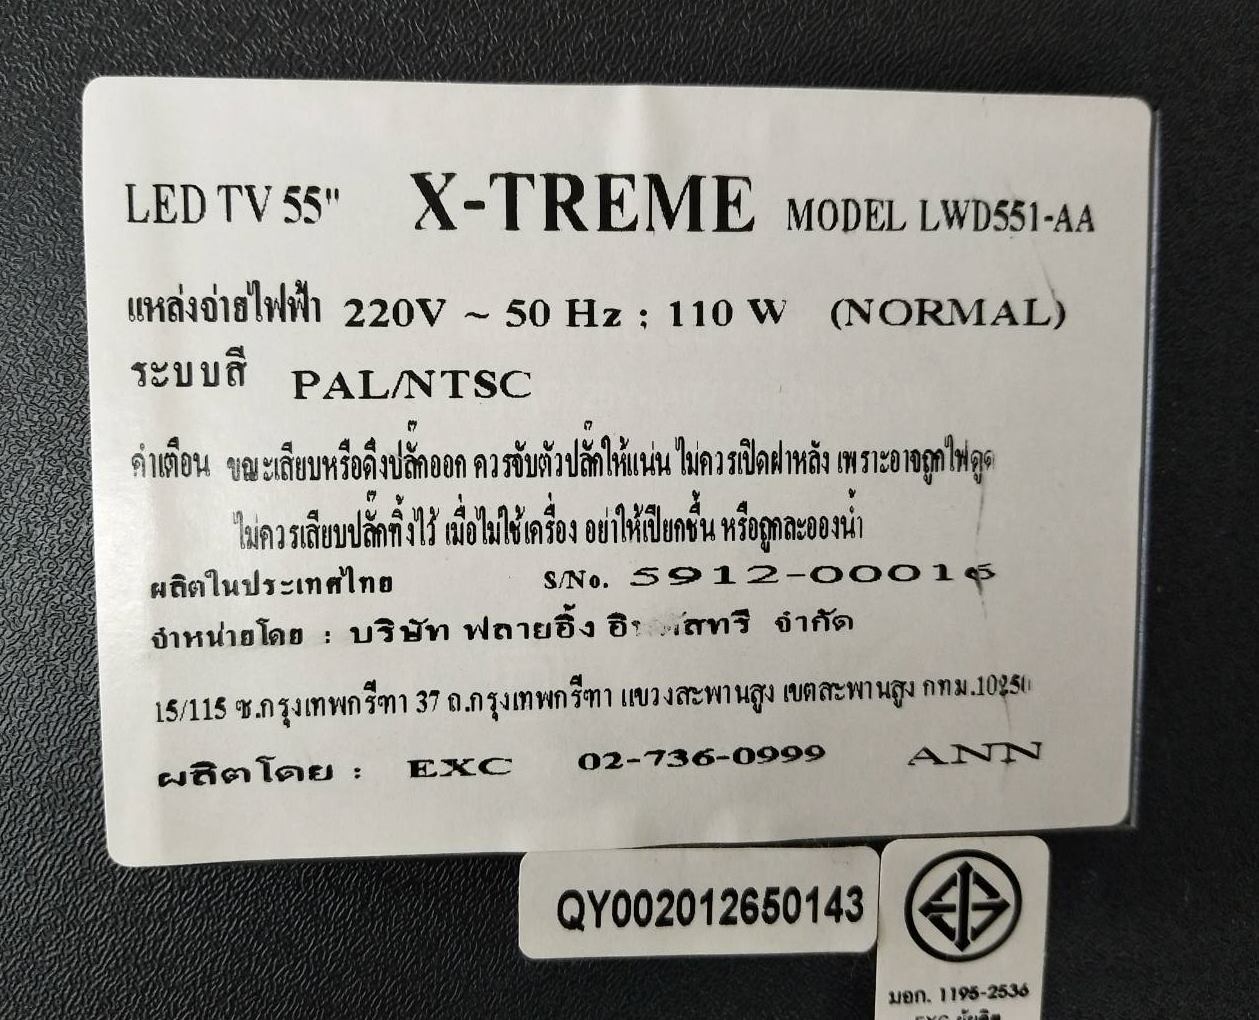 LED TV 55" X-TREME MODEL LWD551-AA
แหล่งจ่ายไฟฟ้า 220V ~ 50 Hz ; 110 W (NORMAL)
ระบบสี PAL/NTSC
คำเตือน ขณะเสียบหรือดึงปลั๊กออก ควรจับตัวปลั๊กให้แน่น ไม่ควรเปิดฝาหลัง เพราะอาจถูกไฟดูด
ไม่ควรเสียบปลั๊กทิ้งไว้ เมื่อไม่ใช้เครื่อง อย่าให้เปียกชื้น หรือถูกละอองน้ำ
ผลิตในประเทศไทย S/No. 5912-00016
จำหน่ายโดย : บริษัท ฟลายอิ้ง จำกัด
15/115 ซ.กรุงเทพกรีฑา 37 ถ.กรุงเทพกรีฑา แขวงสะพานสูง เขตสะพานสูง กทม.10250
ผลิตโดย : EXC 02-736-0999 ANN
QY002012650143
มอก. 1195-2536